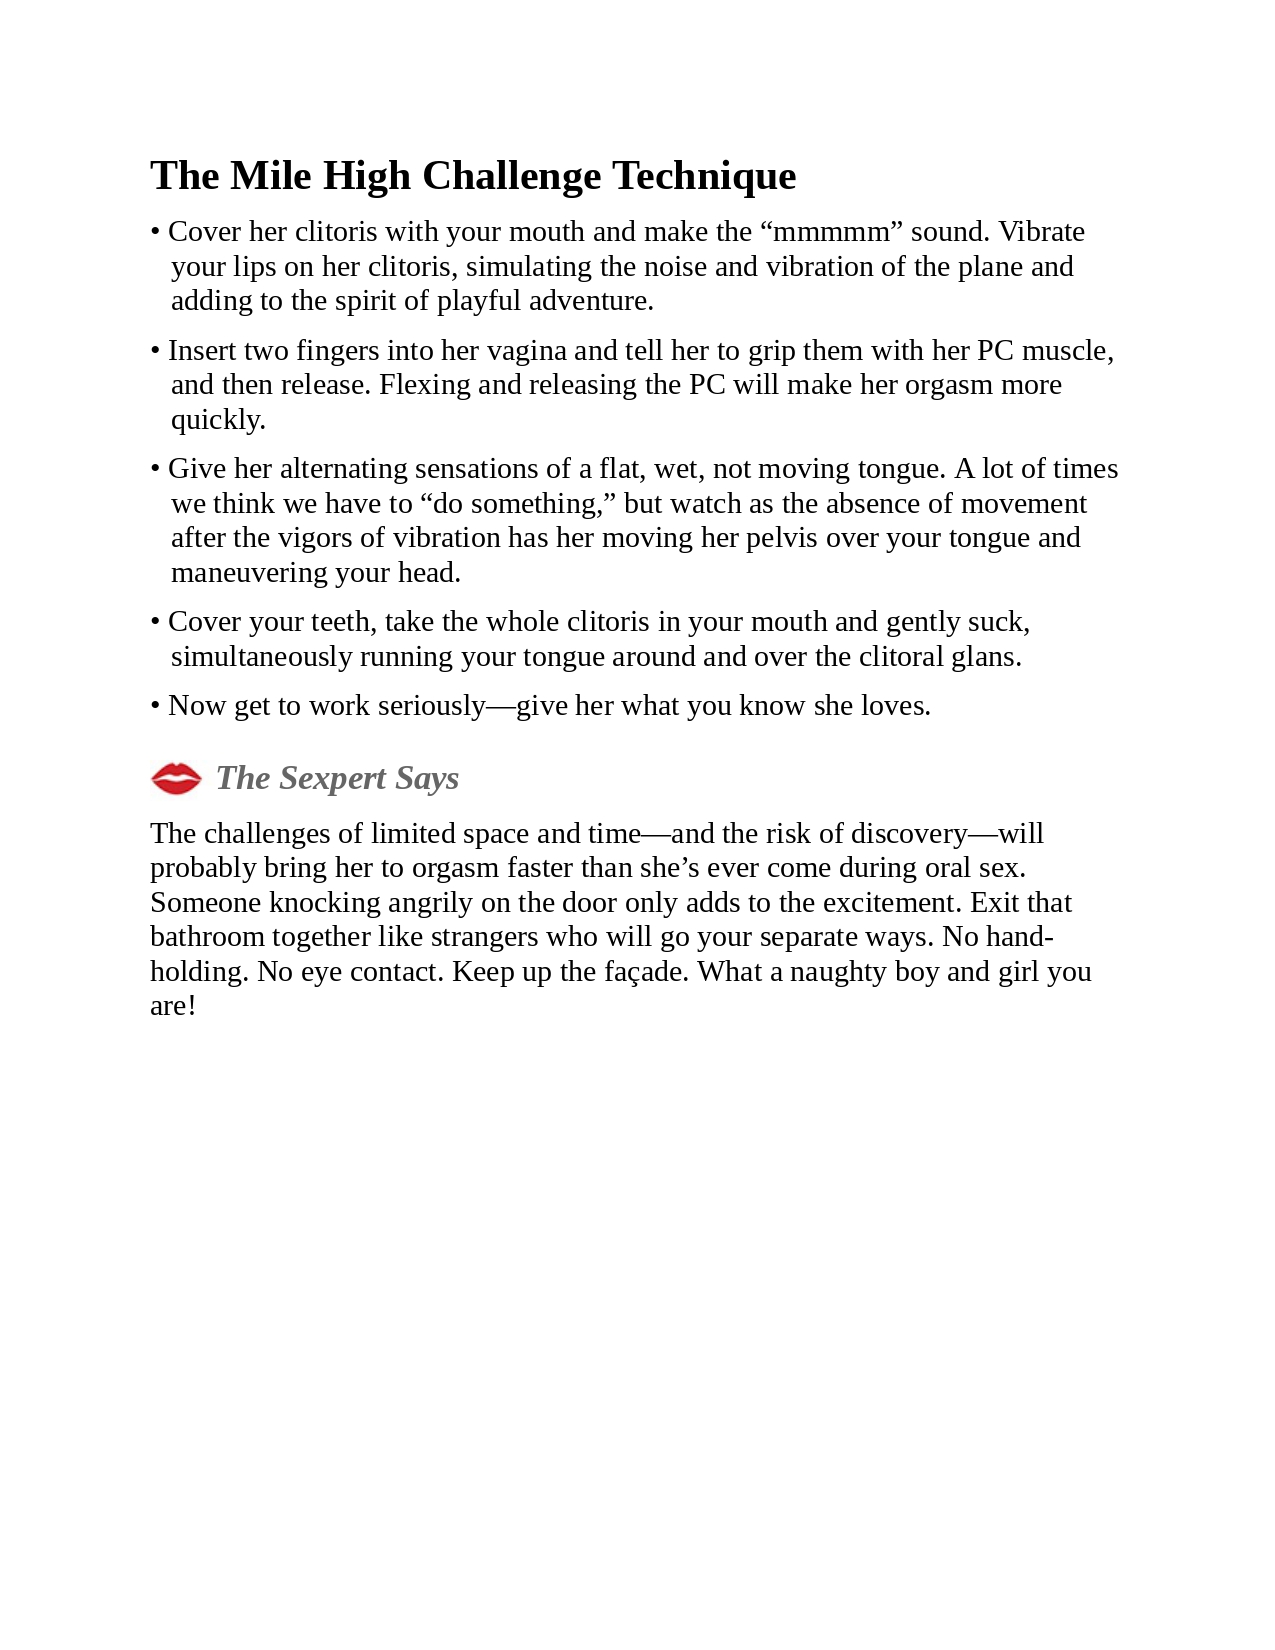 The Mile High Challenge Technique
• Cover her clitoris with your mouth and make the “mmmmm” sound. Vibrate
your lips on her clitoris, simulating the noise and vibration of the plane and
adding to the spirit of playful adventure.
• Insert two fingers into her vagina and tell her to grip them with her PC muscle,
and then release. Flexing and releasing the PC will make her orgasm more
quickly.
• Give her alternating sensations of a flat, wet, not moving tongue. A lot of times
we think we have to “do something,” but watch as the absence of movement
after the vigors of vibration has her moving her pelvis over your tongue and
maneuvering your head.
• Cover your teeth, take the whole clitoris in your mouth and gently suck,
simultaneously running your tongue around and over the clitoral glans.
• Now get to work seriously—give her what you know she loves.
The Sexpert Says
The challenges of limited space and time—and the risk of discovery—will
probably bring her to orgasm faster than she’s ever come during oral sex.
Someone knocking angrily on the door only adds to the excitement. Exit that
bathroom together like strangers who will go your separate ways. No hand-
holding. No eye contact. Keep up the façade. What a naughty boy and girl you
are!